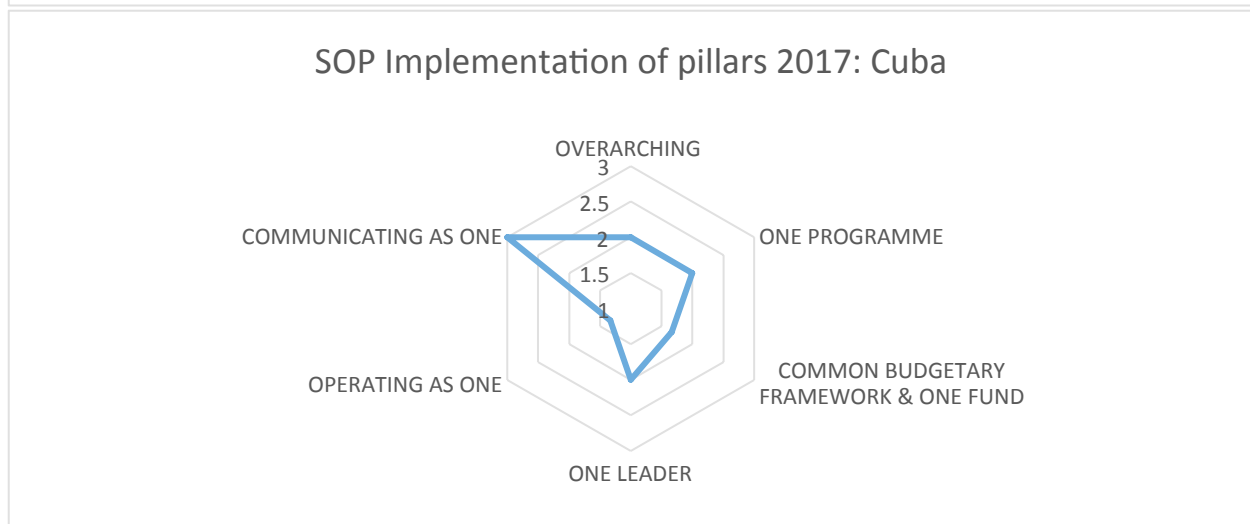 SOP Implementation of pillars 2017: Cuba
OVERARCHING
3
2.5
COMMUNICATING AS ONE
2
ONE PROGRAMME
1.5
1
OPERATING AS ONE
COMMON BUDGETARY
FRAMEWORK & ONE FUND
ONE LEADER